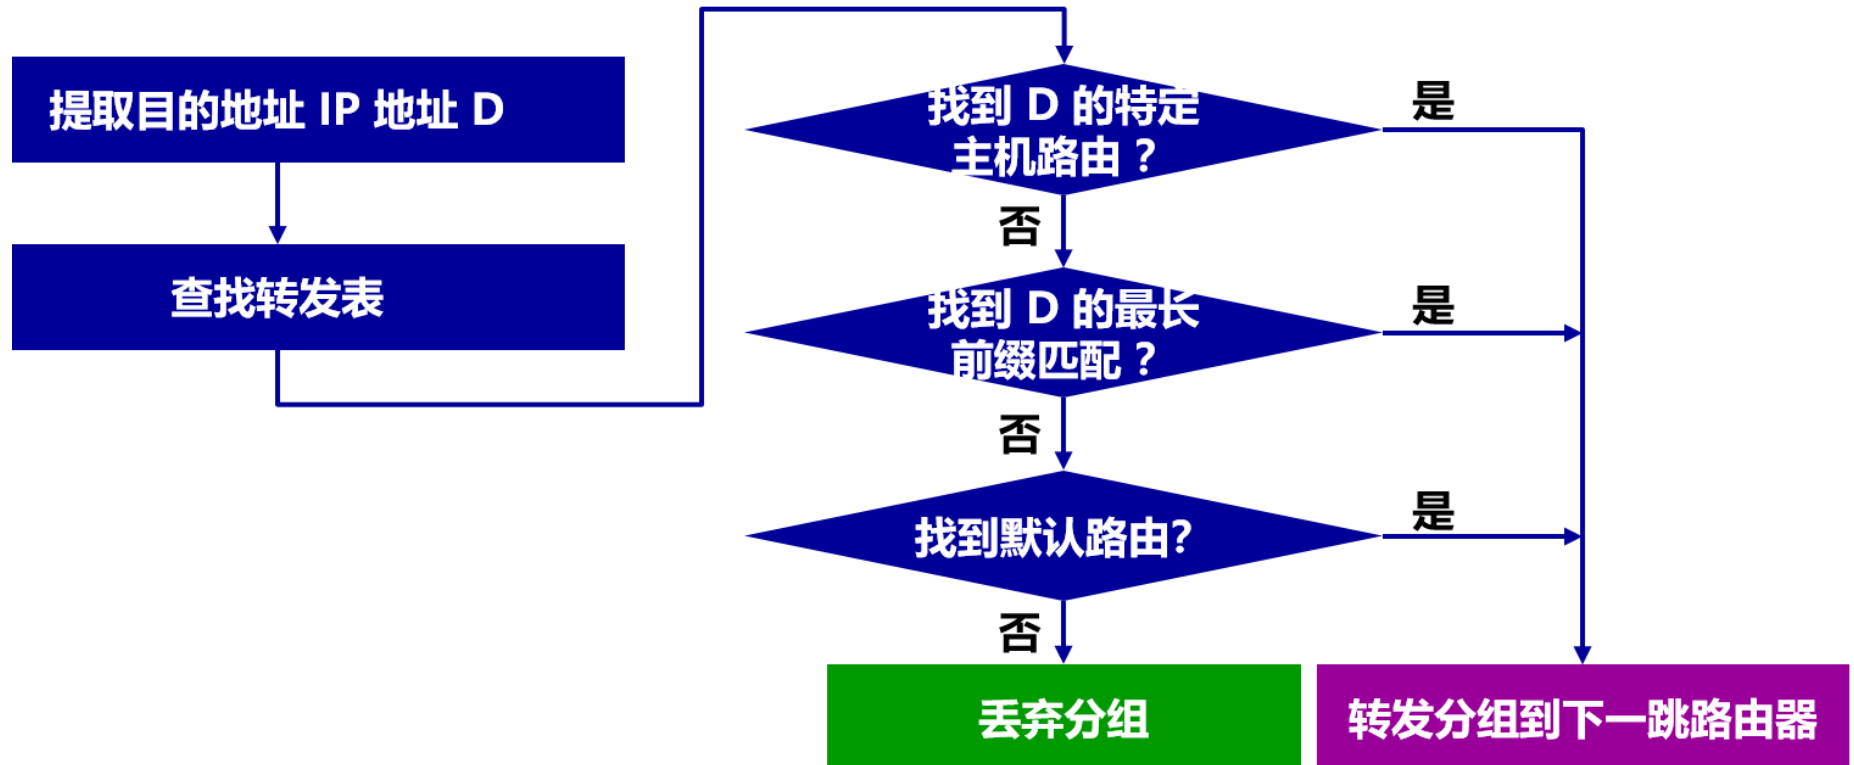 提取目的地址 IP 地址 D
查找转发表
找到 D 的特定
主机路由？
是
否
找到 D 的最长
前缀匹配？
是
否
找到默认路由?
是
否
丢弃分组
转发分组到下一跳路由器